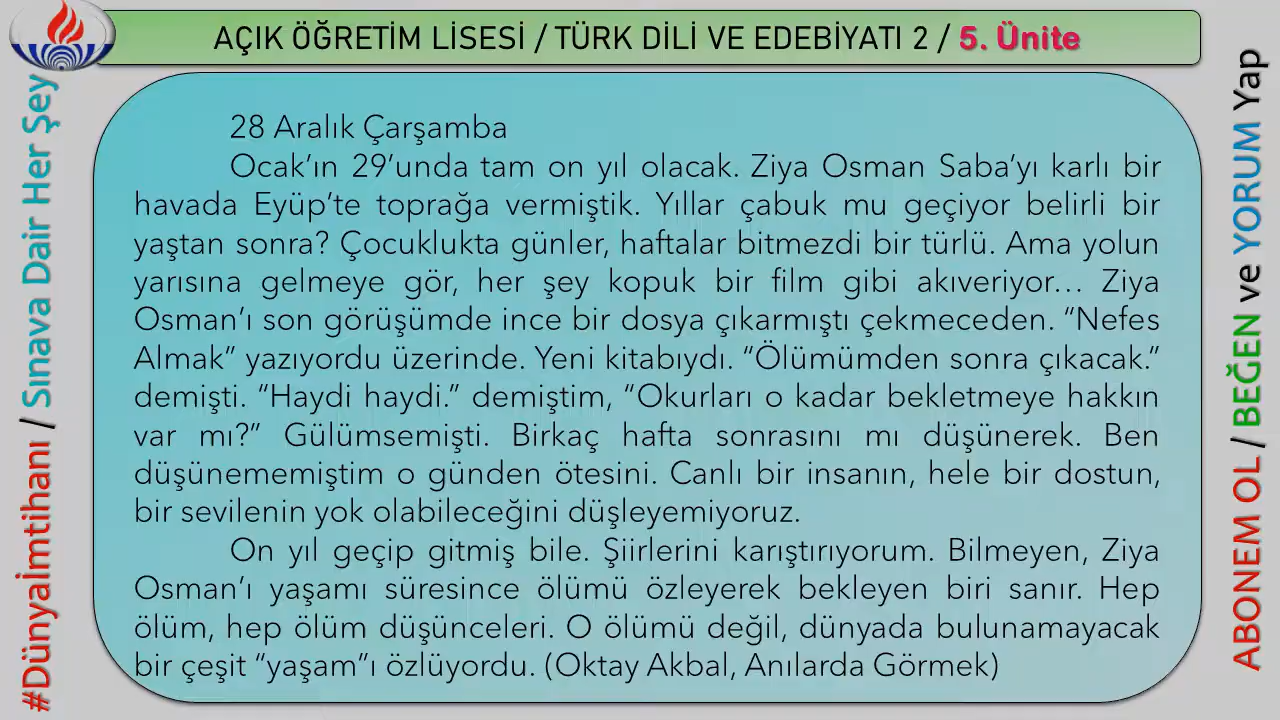 AÇIK ÖĞRETİM LİSESİ / TÜRK DİLİ VE EDEBİYATI 2 / 5. Ünite
#Dünyaİmtihanı / Sınava Dair Her Şey
28 Aralık Çarşamba
Ocak’ın 29’unda tam on yıl olacak. Ziya Osman Saba’yı karlı bir
havada Eyüp’te toprağa vermiştik. Yıllar çabuk mu geçiyor belirli bir
yaştan sonra? Çocuklukta günler, haftalar bitmezdi bir türlü. Ama yolun
yarısına gelmeye gör, her şey kopuk bir film gibi akıveriyor… Ziya
Osman’ı son görüşümde ince bir dosya çıkarmıştı çekmeceden. “Nefes
Almak” yazıyordu üzerinde. Yeni kitabıydı. “Ölümümden sonra çıkacak.”
demişti. “Haydi haydi.” demiştim, “Okurları o kadar bekletmeye hakkın
var mı?” Gülümsemişti. Birkaç hafta sonrasını mı düşünerek. Ben
düşünememiştim o günden ötesini. Canlı bir insanın, hele bir dostun,
bir sevilenin yok olabileceğini düşleyemiyoruz.
On yıl geçip gitmiş bile. Şiirlerini karıştırıyorum. Bilmeyen, Ziya
Osman’ı yaşamı süresince ölümü özleyerek bekleyen biri sanır. Hep
ölüm, hep ölüm düşünceleri. O ölümü değil, dünyada bulunamayacak
bir çeşit “yaşam”ı özlüyordu. (Oktay Akbal, Anılarda Görmek)
ABONEM OL / BEĞEN ve YORUM Yap